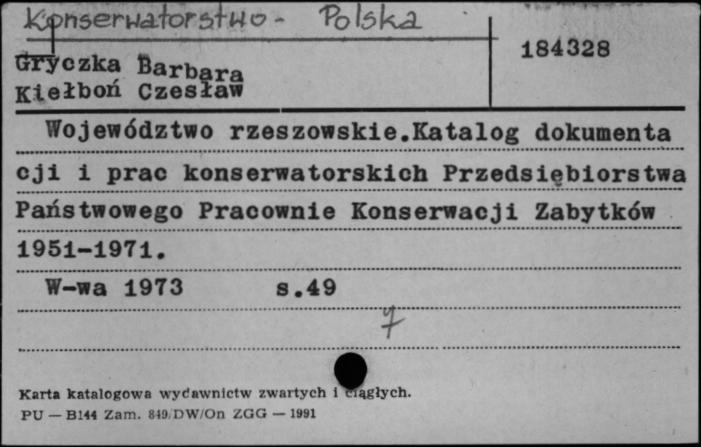 Konserwatorstwo - Polska
184328
Gryczka Barbara
Kiełboń Czesław
Województwo rzeszowskie.Katalog dokumenta
cji i prac konserwatorskich Przedsiębiorstwa
Państwowego Pracownie Konserwacji Zabytków
1951-1971.
W-wa 1973 s.49
7
Karta katalogowa wydawnictw zwartych i ciągłych.
PU — B144 Zam. 849/DW/On ZGG — 1991